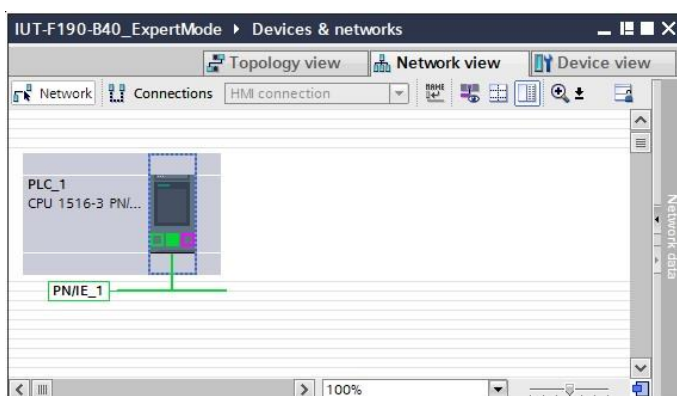 IUT-F190-B40_ExpertMode ▸ Devices & networks
Topology view Network view Device view
Network Connections HMI connection
PLC_1
CPU 1516-3 PN/...
PN/IE_1
Network data
100%